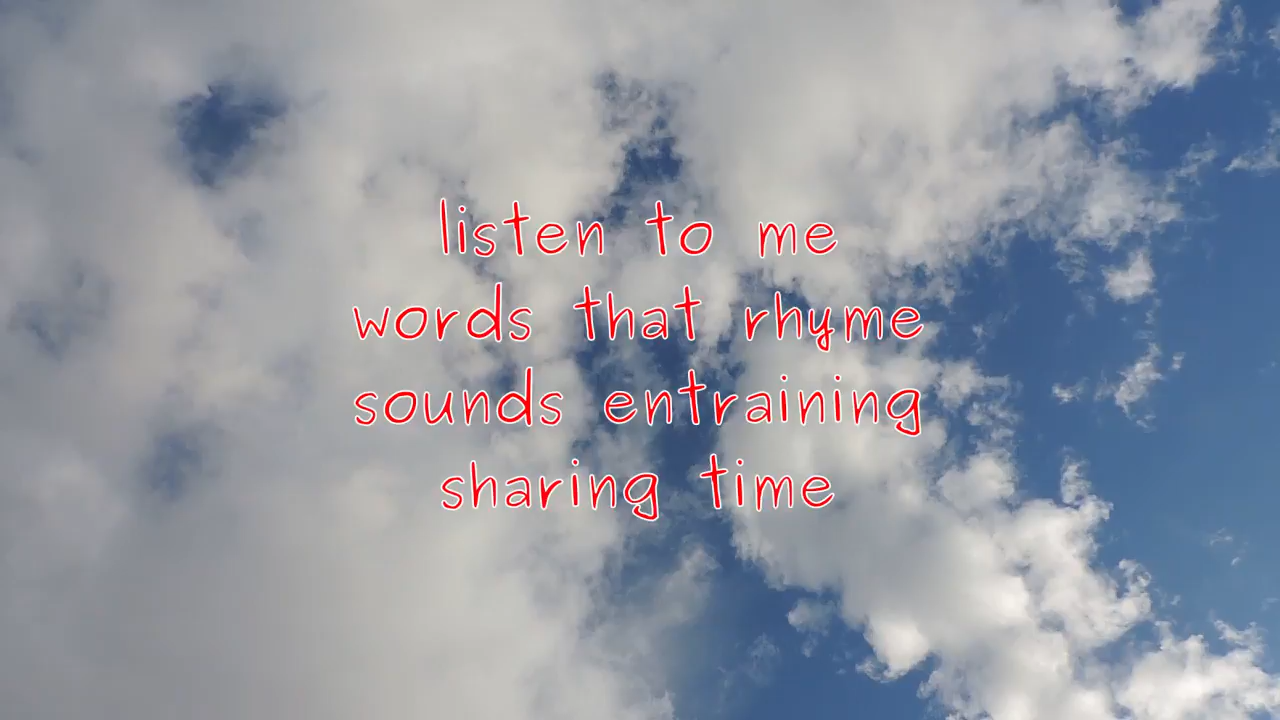 listen to me
words that rhyme
sounds entraining
sharing time